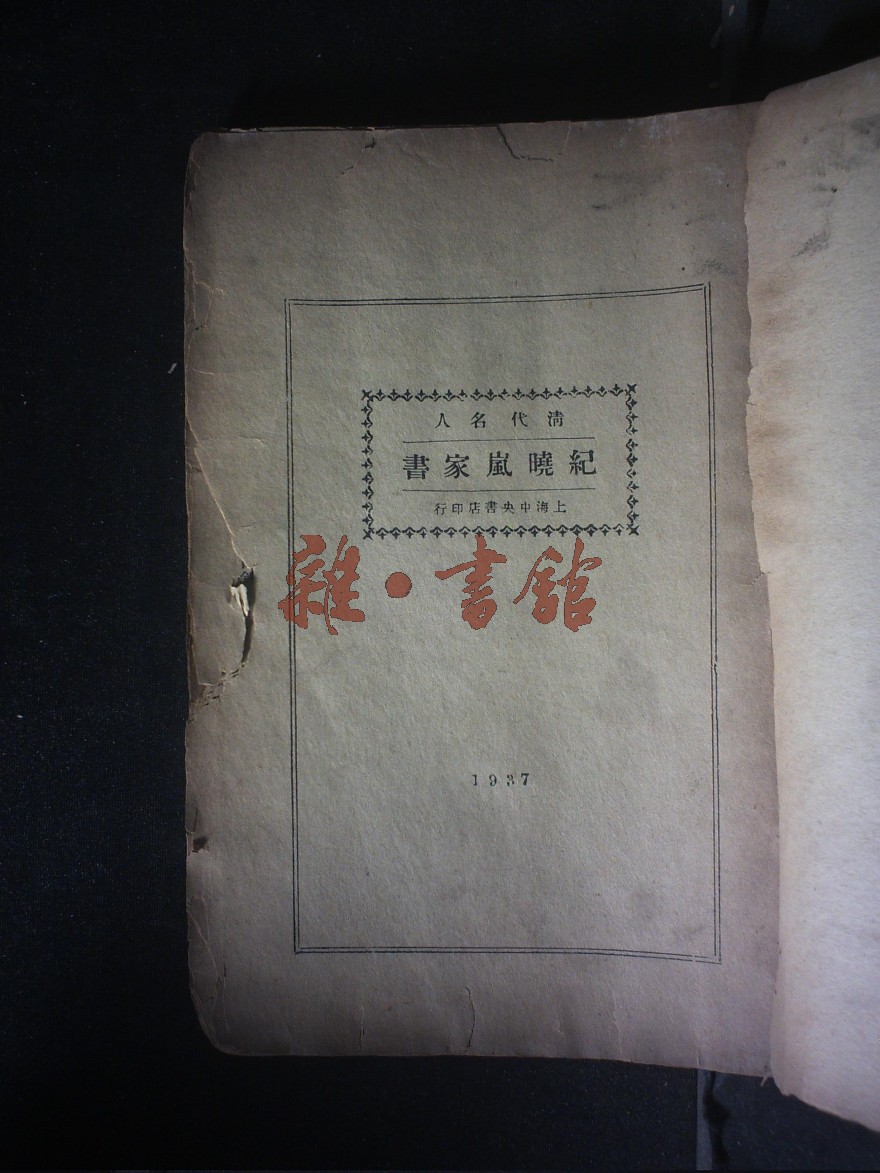 清代名人
紀曉嵐家書
上海中央書店印行
雜·書館
1937